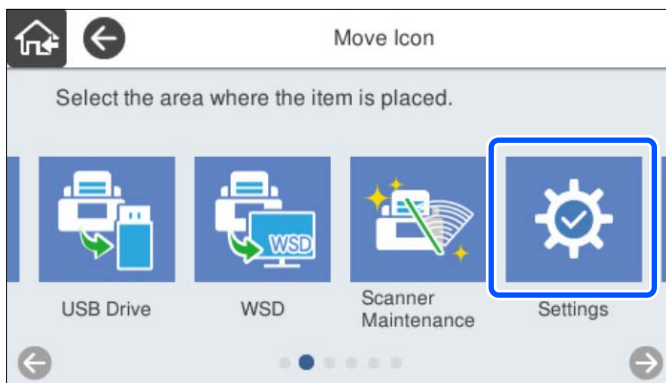 Move Icon
Select the area where the item is placed.
WSD
USB Drive
WSD
Scanner
Maintenance
Settings